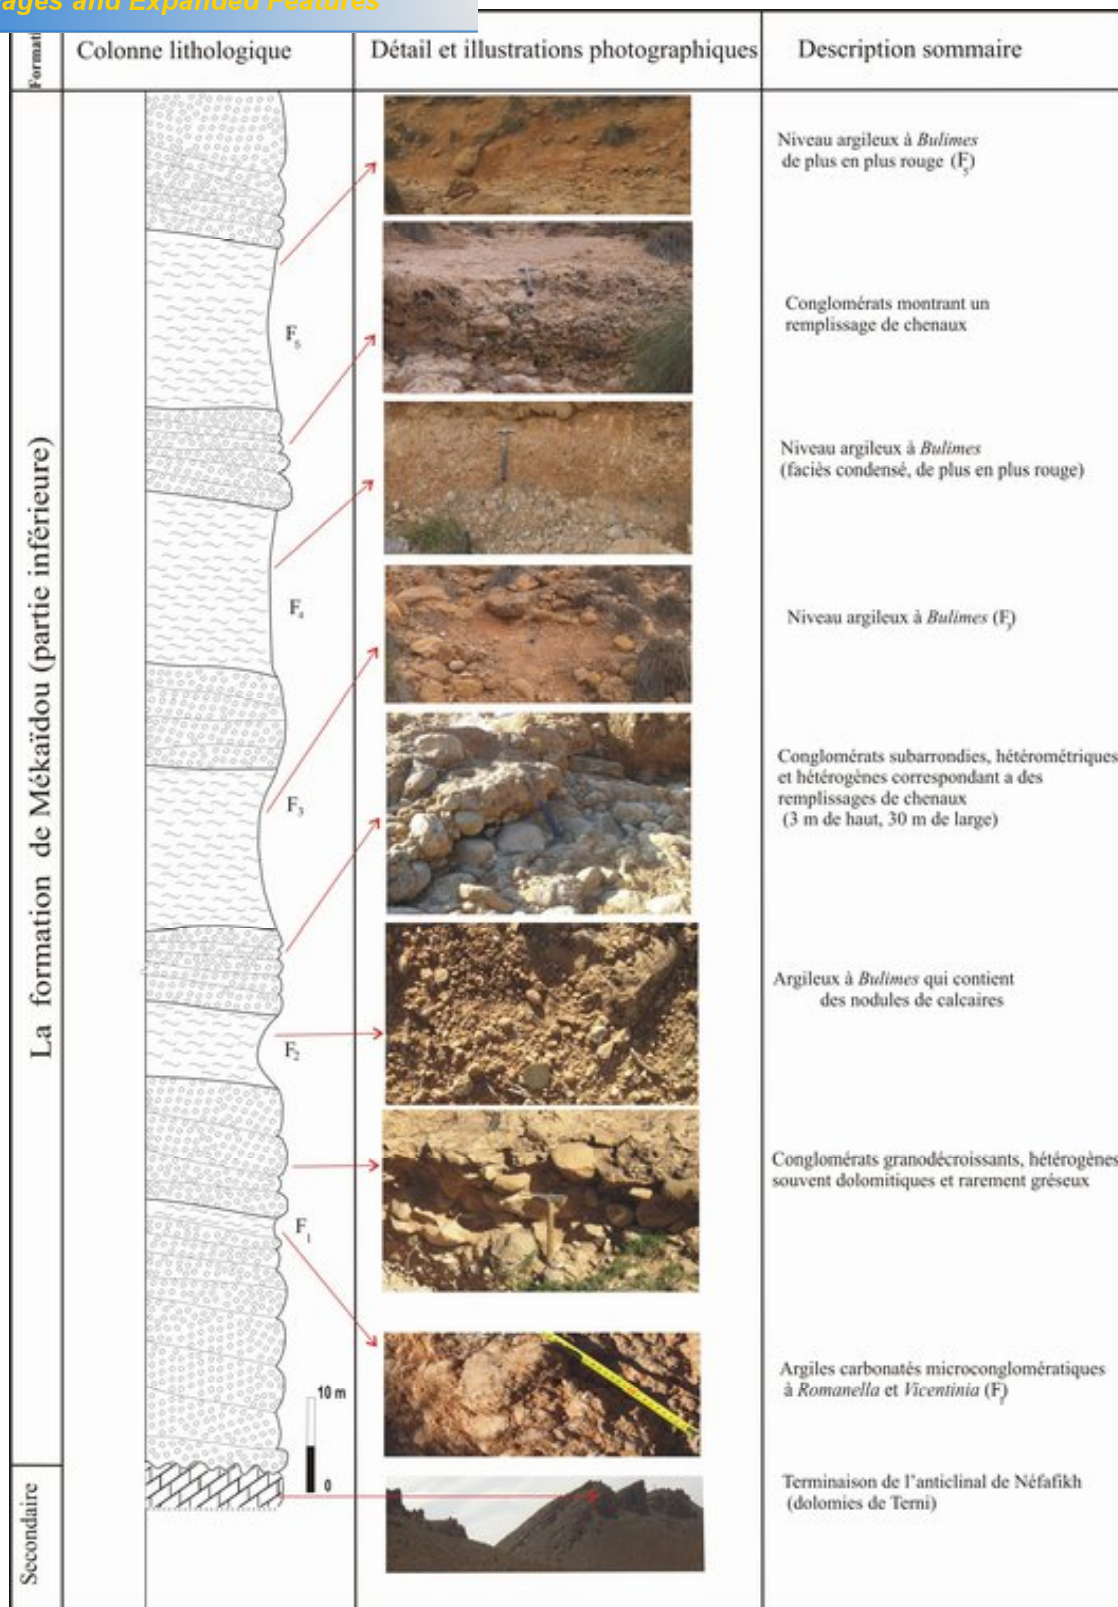 ages and Expanded Features
Formati
Colonne lithologique
Détail et illustrations photographiques
Description sommaire
La formation de Mékaïdou (partie inférieure)
Secondaire
F5
F4
F3
F2
F1
10 m
0
Niveau argileux à Bulimes
de plus en plus rouge (F5)
Conglomérats montrant un
remplissage de chenaux
Niveau argileux à Bulimes
(faciès condensé, de plus en plus rouge)
Niveau argileux à Bulimes (F3)
Conglomérats subarrondies, hétérométriques
et hétérogènes correspondant a des
remplissages de chenaux
(3 m de haut, 30 m de large)
Argileux à Bulimes qui contient
des nodules de calcaires
Conglomérats granodécroissants, hétérogènes
souvent dolomitiques et rarement gréseux
Argiles carbonatés microconglomératiques
à Romanella et Vicentinia (F1)
Terminaison de l'anticlinal de Néfafikh
(dolomies de Terni)